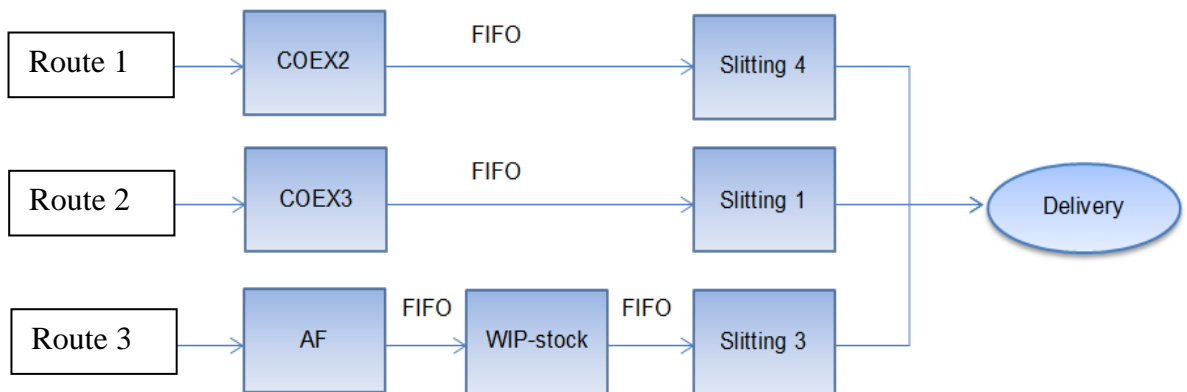 FIFO
Route 1
COEX2
Slitting 4
FIFO
Route 2
COEX3
Slitting 1
Delivery
FIFO
FIFO
Route 3
AF
WIP-stock
Slitting 3